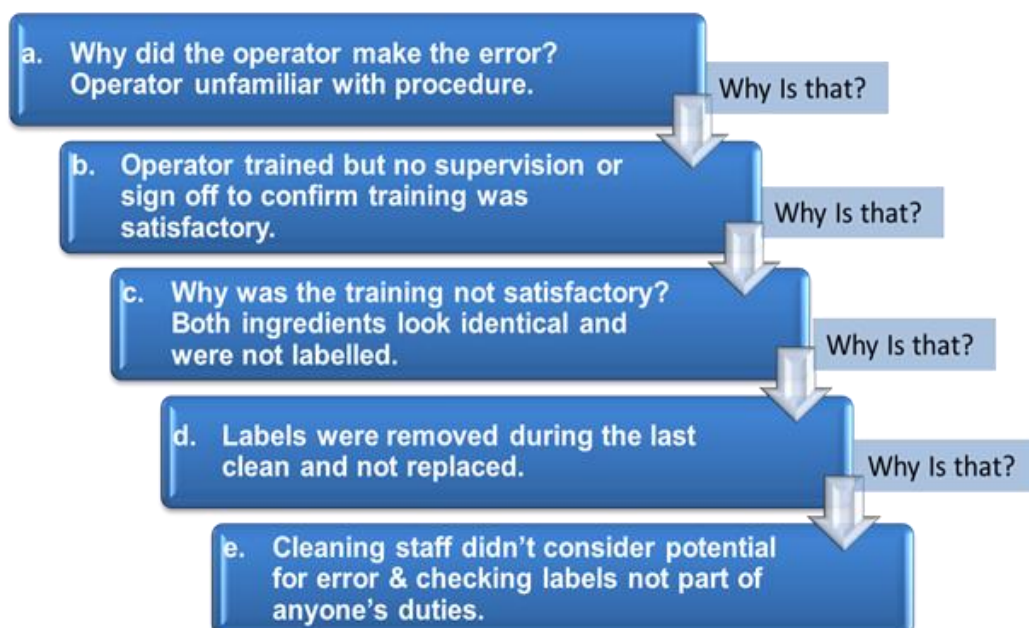 a. Why did the operator make the error?
Operator unfamiliar with procedure.
Why Is that?
b. Operator trained but no supervision or
sign off to confirm training was
satisfactory.
Why Is that?
c. Why was the training not satisfactory?
Both ingredients look identical and
were not labelled.
Why Is that?
d. Labels were removed during the last
clean and not replaced.
Why Is that?
e. Cleaning staff didn’t consider potential
for error & checking labels not part of
anyone’s duties.